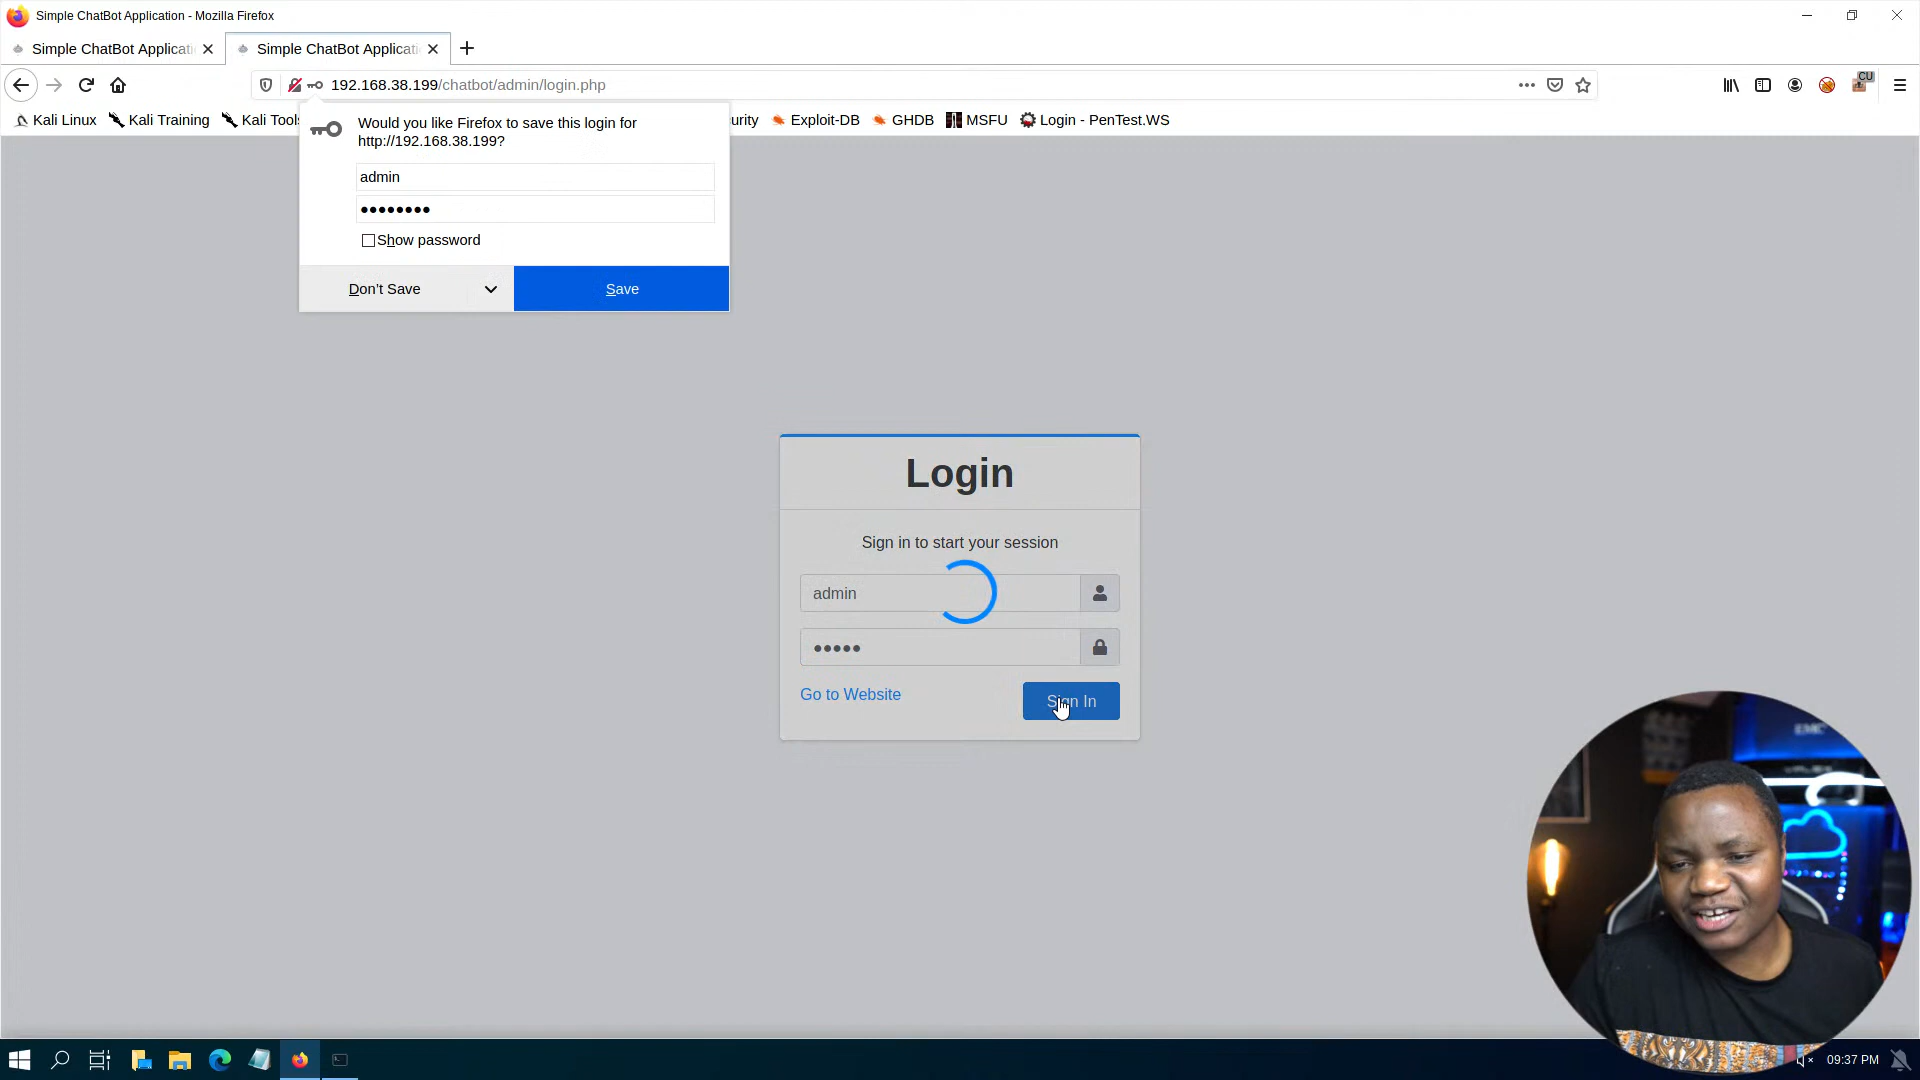 Simple ChatBot Application - Mozilla Firefox
Simple ChatBot Applicati
Simple ChatBot Applicati
192.168.38.199/chatbot/admin/login.php
CU
Kali Linux
Kali Training
Kali Tools
urity
Exploit-DB
GHDB
MSFU
Login - PenTest.WS
Would you like Firefox to save this login for
http://192.168.38.199?
admin
Show password
Don't Save
Save
Login
Sign in to start your session
admin
Go to Website
Sign In
EMC
09:37 PM